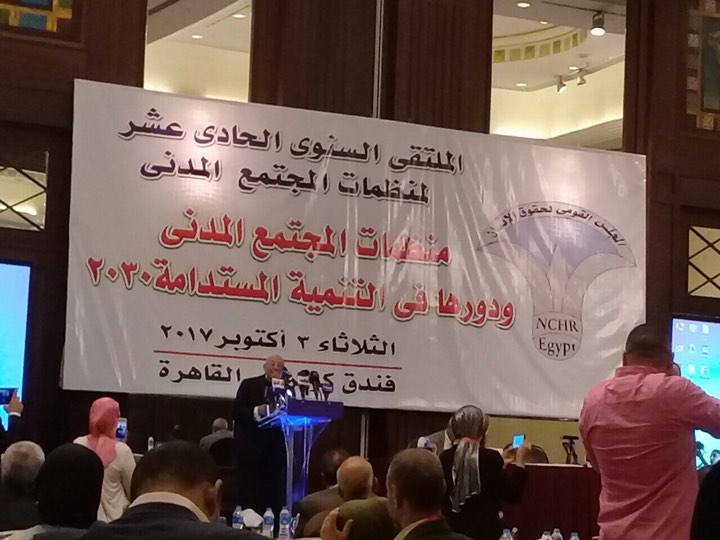 الملتقى السنوى الحادى عشر
لمنظمات المجتمع المدنى
منظمات المجتمع المدنى
ودورها فى التنمية المستدامة ٢٠٣٠
الثلاثاء ٣ أكتوبر ٢٠١٧
فندق القاهرة
المجلس القومى لحقوق الإنسان
NCHR
Egypt